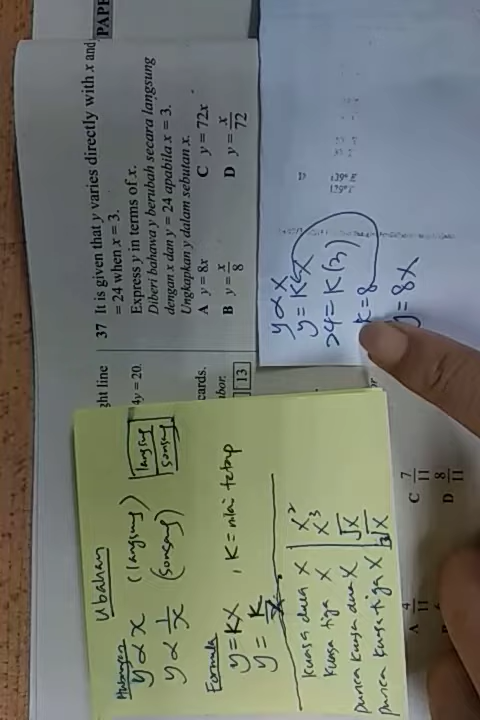 PAPE
37 It is given that y varies directly with x and
= 24 when x = 3.
Express y in terms of x.
Diberi bahawa y berubah secara langsung
dengan x dan y = 24 apabila x = 3.
Ungkapkan y dalam sebutan x.
A y = 8x
C y = 72x
B y = x/8
D y = x/72
ght line
4y = 20.
cards.
13
y ∝ x
y = Kx
24 = K(3)
K = 8
y = 8x
Ubahan
Hubungan
y ∝ x (langsung)
y ∝ 1/x (songsang)
langsung
songsang
Formula
y = Kx , K = nilai tetap
y = K/x
Kuasa dua x | x²
Kuasa tiga x | x³
punca kuasa dua x | √x
punca kuasa tiga x | ³√x
A 4/11
C 7/11
D 8/11